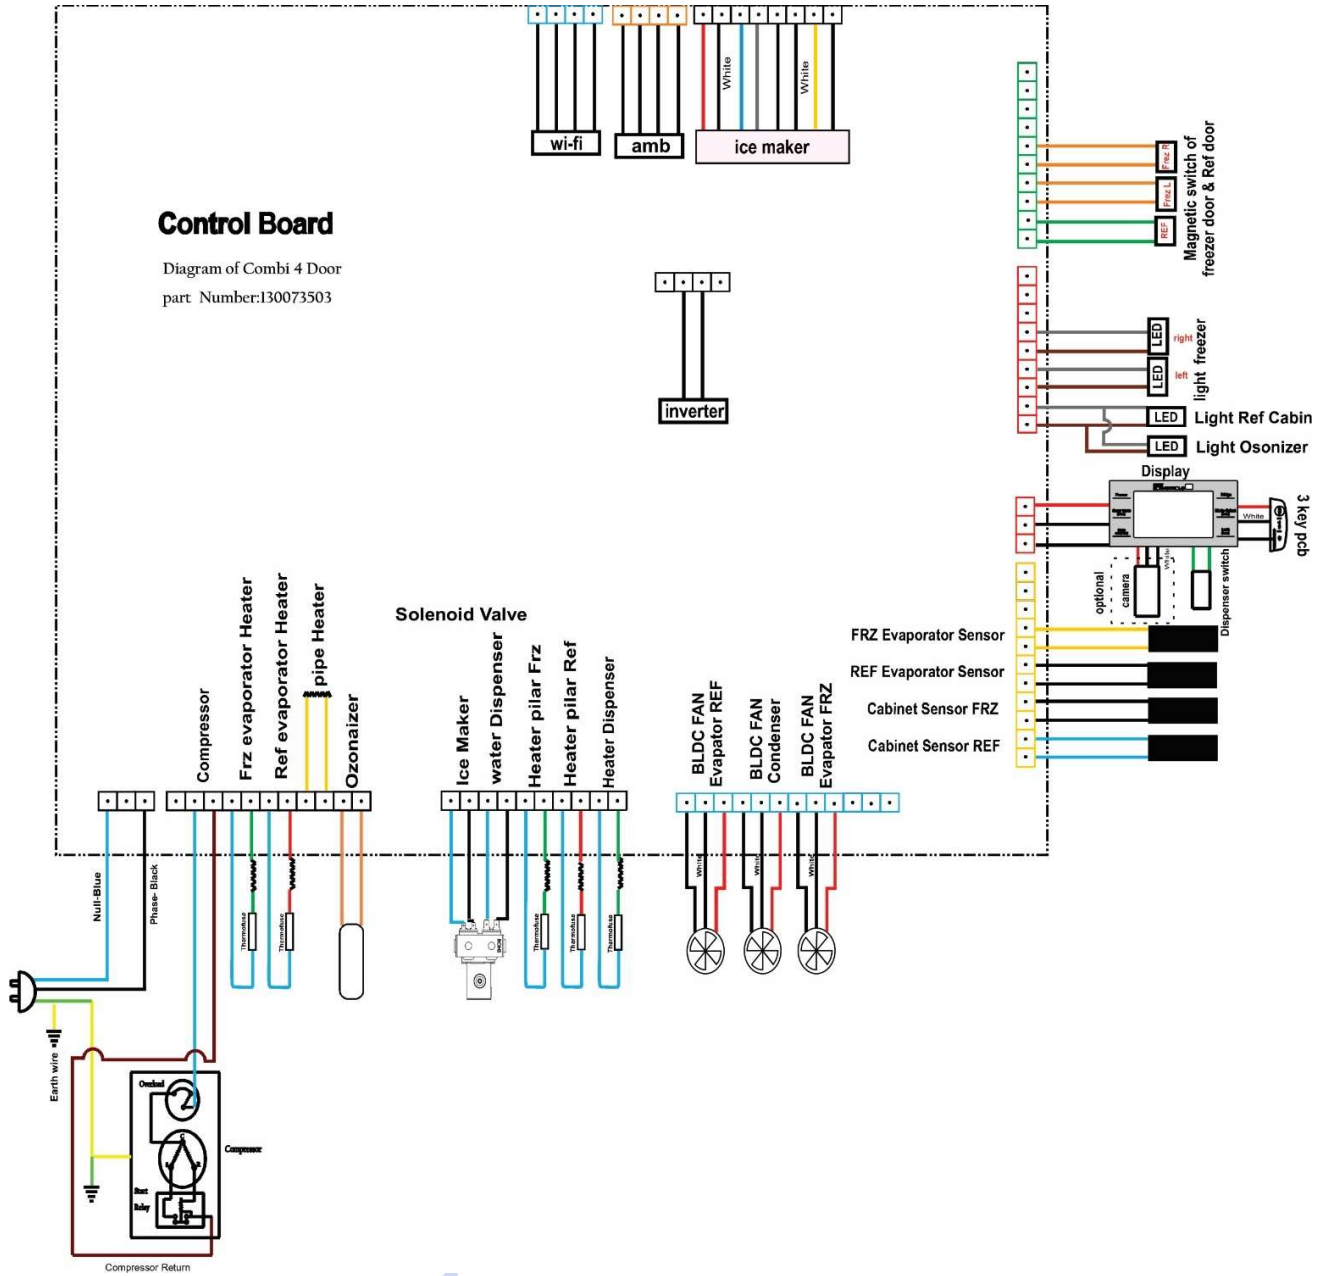 wi-fi
amb
White
White
ice maker
Control Board
Diagram of Combi 4 Door
part Number:130073503
inverter
Frez R
Frez L
REF
Magnetic switch of
freezer door & Ref door
LED
right
LED
left
light freezer
LED
Light Ref Cabin
LED
Light Osonizer
Display
White
3 key pcb
White
optional
camera
Dispenser switch
FRZ Evaporator Sensor
REF Evaporator Sensor
Cabinet Sensor FRZ
Cabinet Sensor REF
Solenoid Valve
Compressor
Frz evaporator Heater
Ref evaporator Heater
pipe Heater
Ozonaizer
Ice Maker
water Dispenser
Heater pilar Frz
Heater pilar Ref
Heater Dispenser
BLDC FAN
Evapator REF
BLDC FAN
Condenser
BLDC FAN
Evapator FRZ
Null-Blue
Phase- Black
Thermofuse
Thermofuse
Thermofuse
Thermofuse
Thermofuse
White
White
White
Earth wire
Overload
C
Compressor
Start
Relay
Compressor Return